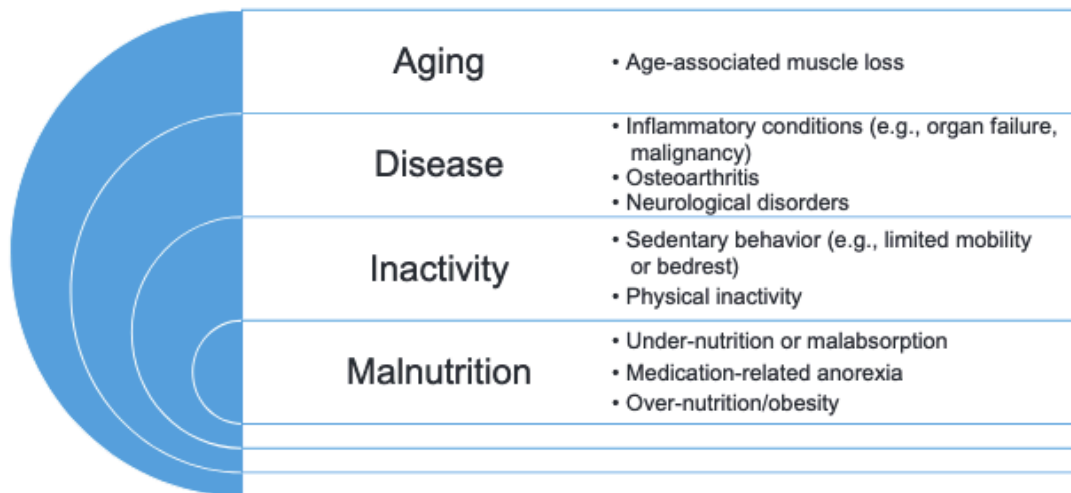 Aging
• Age-associated muscle loss
Disease
• Inflammatory conditions (e.g., organ failure,
malignancy)
• Osteoarthritis
• Neurological disorders
Inactivity
• Sedentary behavior (e.g., limited mobility
or bedrest)
• Physical inactivity
Malnutrition
• Under-nutrition or malabsorption
• Medication-related anorexia
• Over-nutrition/obesity